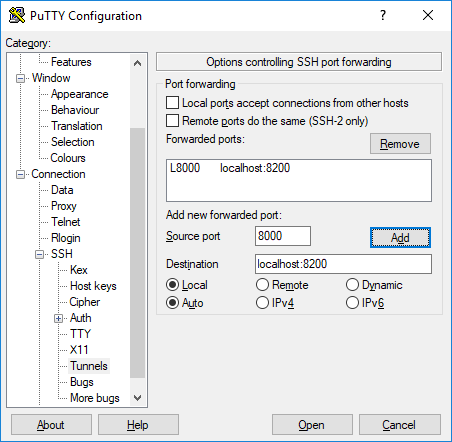 PuTTY Configuration
?
Category:
Features
Window
Appearance
Behaviour
Translation
Selection
Colours
Connection
Data
Proxy
Telnet
Rlogin
SSH
Kex
Host keys
Cipher
Auth
TTY
X11
Tunnels
Bugs
More bugs
Options controlling SSH port forwarding
Port forwarding
Local ports accept connections from other hosts
Remote ports do the same (SSH-2 only)
Forwarded ports:
Remove
L8000 localhost:8200
Add new forwarded port:
Source port 8000 Add
Destination localhost:8200
Local Remote Dynamic
Auto IPv4 IPv6
About Help Open Cancel